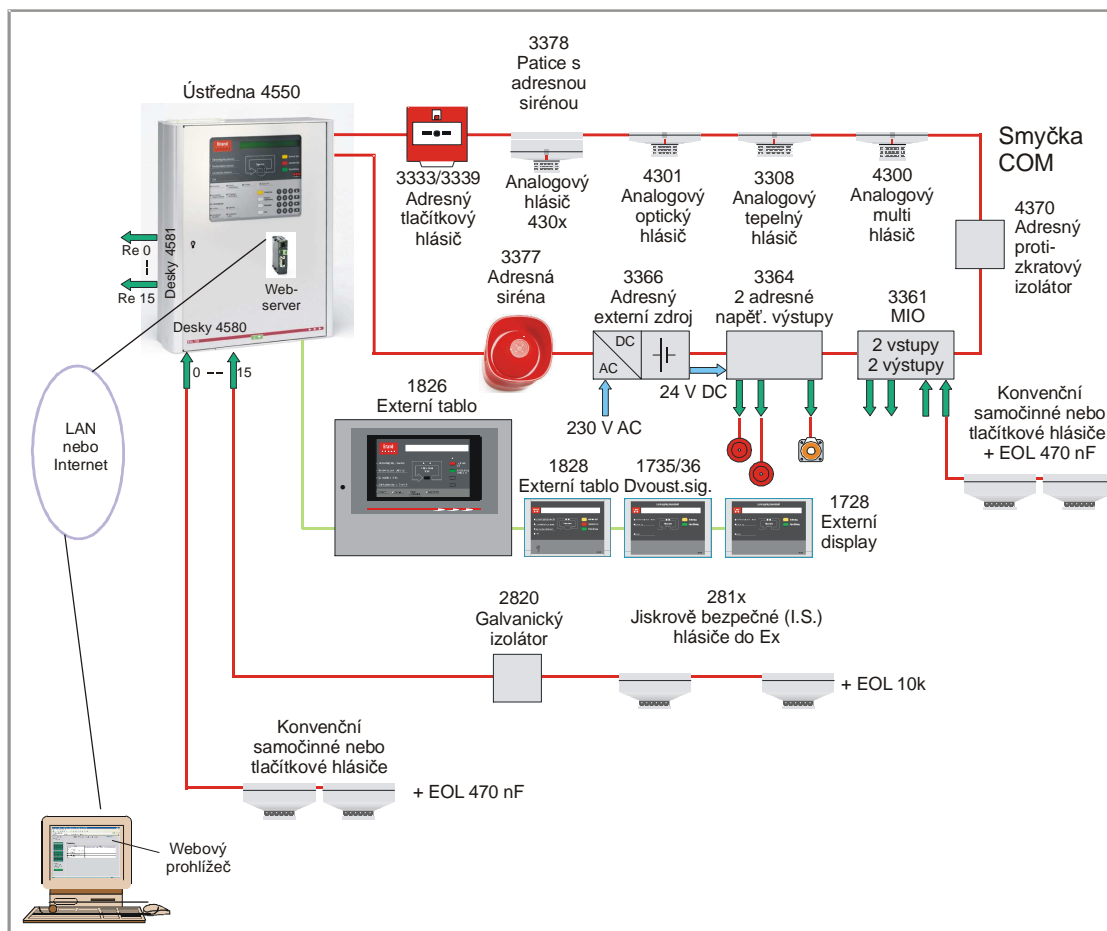 3378
Patice s
adresnou
sirénou
Ústředna 4550
Smyčka
COM
3333/3339
Adresný
tlačítkový
hlásič
Analogový
hlásič
430x
4301
Analogový
optický
hlásič
3308
Analogový
tepelný
hlásič
4300
Analogový
multi
hlásič
4370
Adresný
proti-
zkratový
izolátor
Re 0
Re 15
Desky 4581
Web-
server
Desky 4580
0 -- 15
3377
Adresná
siréna
3366
Adresný
externí zdroj
DC
AC
230 V AC
24 V DC
3364
2 adresné
napěť. výstupy
3361
MIO
2 vstupy
2 výstupy
Konvenční
samočinné nebo
tlačítkové hlásiče
+ EOL 470 nF
LAN
nebo
Internet
1826
Externí tablo
1828
Externí tablo
1735/36
Dvoust.sig.
1728
Externí
display
2820
Galvanický
izolátor
281x
Jiskrově bezpečné (I.S.)
hlásiče do Ex
+ EOL 10k
Konvenční
samočinné nebo
tlačítkové hlásiče
+ EOL 470 nF
Webový
prohlížeč